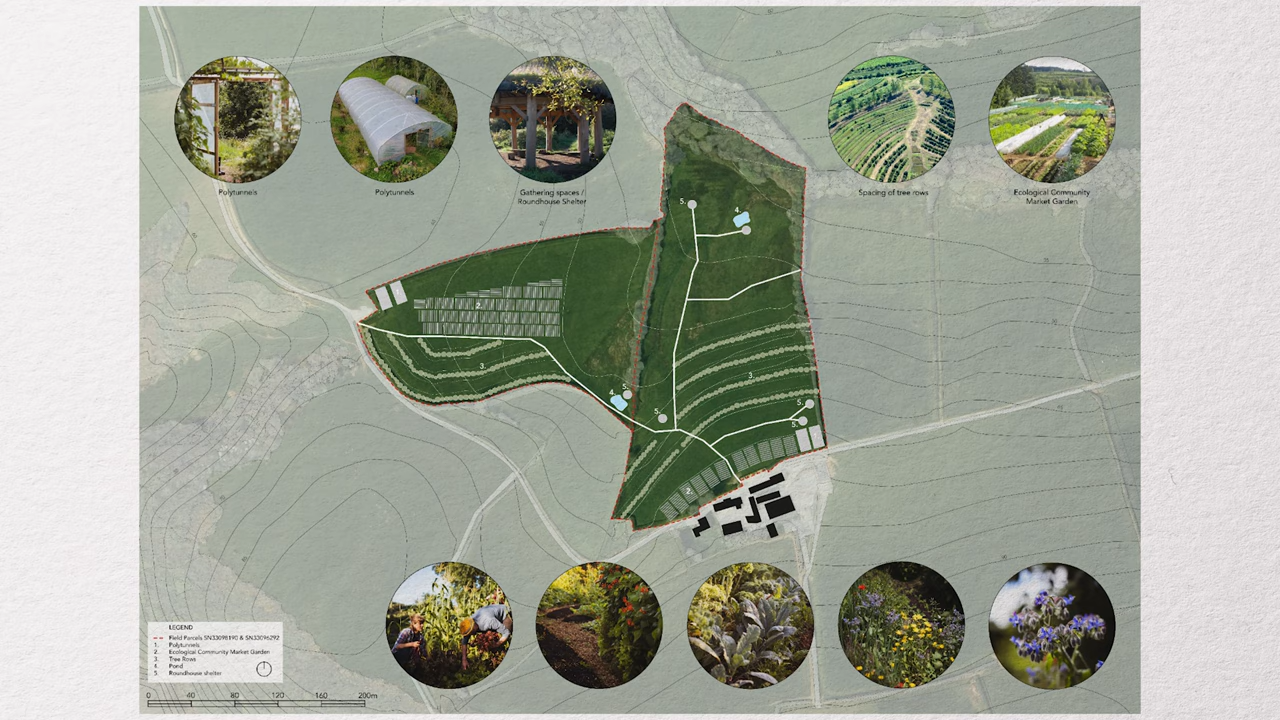 Polytunnels
Polytunnels
Gathering spaces /
Roundhouse Shelter
Spacing of tree rows
Ecological Community
Market Garden
5.
4.
2.
3.
3.
4.
5.
5.
5.
5.
2.
LEGEND
Field Parcels SN33098190 & SN33096292
1. Polytunnels
2. Ecological Community Market Garden
3. Tree Rows
4. Pond
5. Roundhouse shelter
0 40 80 120 160 200m